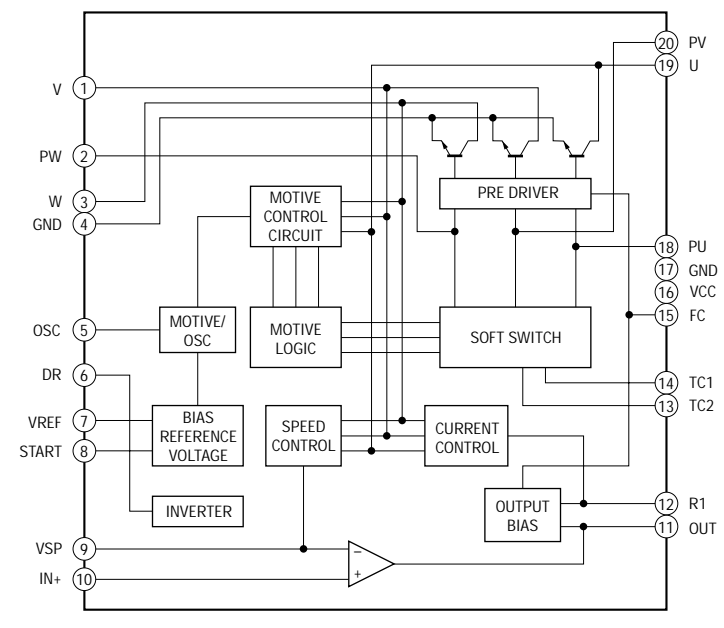 20 PV
19 U
V 1
PW 2
W 3
GND 4
MOTIVE
CONTROL
CIRCUIT
PRE DRIVER
18 PU
17 GND
16 VCC
15 FC
OSC 5
MOTIVE/
OSC
MOTIVE
LOGIC
SOFT SWITCH
DR 6
14 TC1
13 TC2
VREF 7
START 8
BIAS
REFERENCE
VOLTAGE
SPEED
CONTROL
CURRENT
CONTROL
INVERTER
OUTPUT
BIAS
12 R1
11 OUT
VSP 9
IN+ 10
−
+